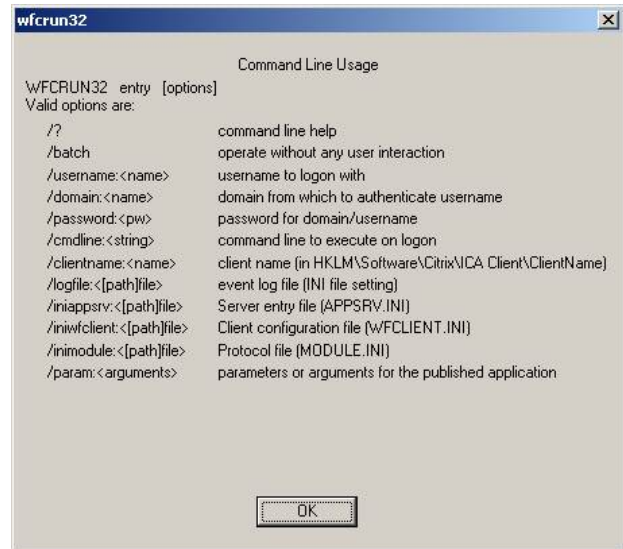 wfcrun32
Command Line Usage
WFCRUN32 entry [options]
Valid options are:
/? command line help
/batch operate without any user interaction
/username:<name> username to logon with
/domain:<name> domain from which to authenticate username
/password:<pw> password for domain/username
/cmdline:<string> command line to execute on logon
/clientname:<name> client name (in HKLM\Software\Citrix\ICA Client\ClientName)
/logfile:<[path]file> event log file (INI file setting)
/iniappsrv:<[path]file> Server entry file (APPSRV.INI)
/iniwfclient:<[path]file> Client configuration file (WFCLIENT.INI)
/inimodule:<[path]file> Protocol file (MODULE.INI)
/param:<arguments> parameters or arguments for the published application
OK